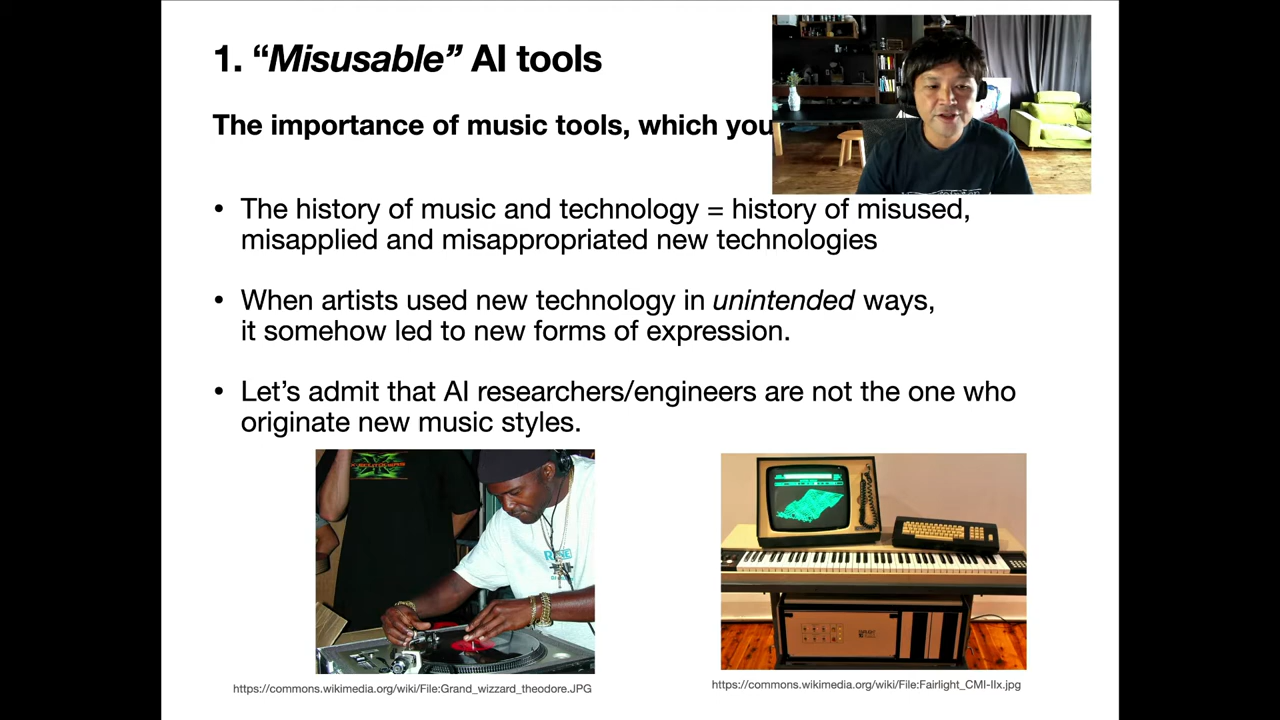 1. “Misusable” AI tools
The importance of music tools, which you
• The history of music and technology = history of misused,
misapplied and misappropriated new technologies
• When artists used new technology in unintended ways,
it somehow led to new forms of expression.
• Let’s admit that AI researchers/engineers are not the one who
originate new music styles.
https://commons.wikimedia.org/wiki/File:Grand_wizzard_theodore.JPG
https://commons.wikimedia.org/wiki/File:Fairlight_CMI-IIx.jpg